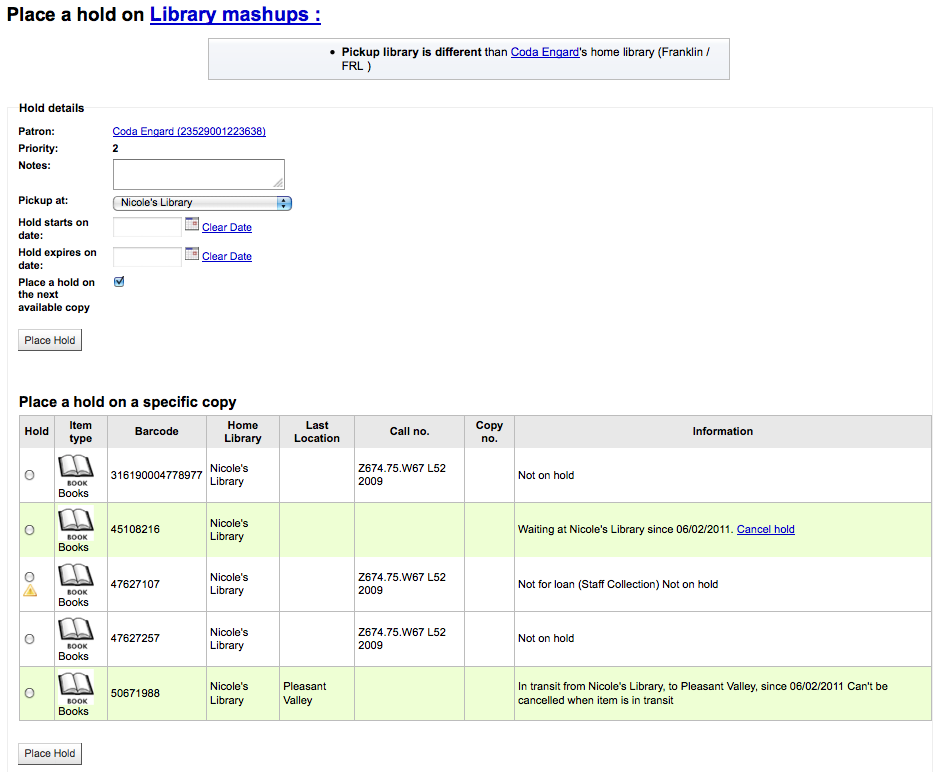 Place a hold on Library mashups :
• Pickup library is different than Coda Engard's home library (Franklin /
FRL )
Hold details
Patron: Coda Engard (23529001223638)
Priority: 2
Notes:
Pickup at: Nicole's Library
Hold starts on
date: Clear Date
Hold expires on
date: Clear Date
Place a hold on
the next
available copy
Place Hold
Place a hold on a specific copy
Hold Item type Barcode Home Library Last Location Call no. Copy no. Information
BOOK
Books 316190004778977 Nicole's Library Z674.75.W67 L52 2009 Not on hold
BOOK
Books 45108216 Nicole's Library Waiting at Nicole's Library since 06/02/2011. Cancel hold
BOOK
Books 47627107 Nicole's Library Z674.75.W67 L52 2009 Not for loan (Staff Collection) Not on hold
BOOK
Books 47627257 Nicole's Library Z674.75.W67 L52 2009 Not on hold
BOOK
Books 50671988 Nicole's Library Pleasant Valley In transit from Nicole's Library, to Pleasant Valley, since 06/02/2011 Can't be cancelled when item is in transit
Place Hold